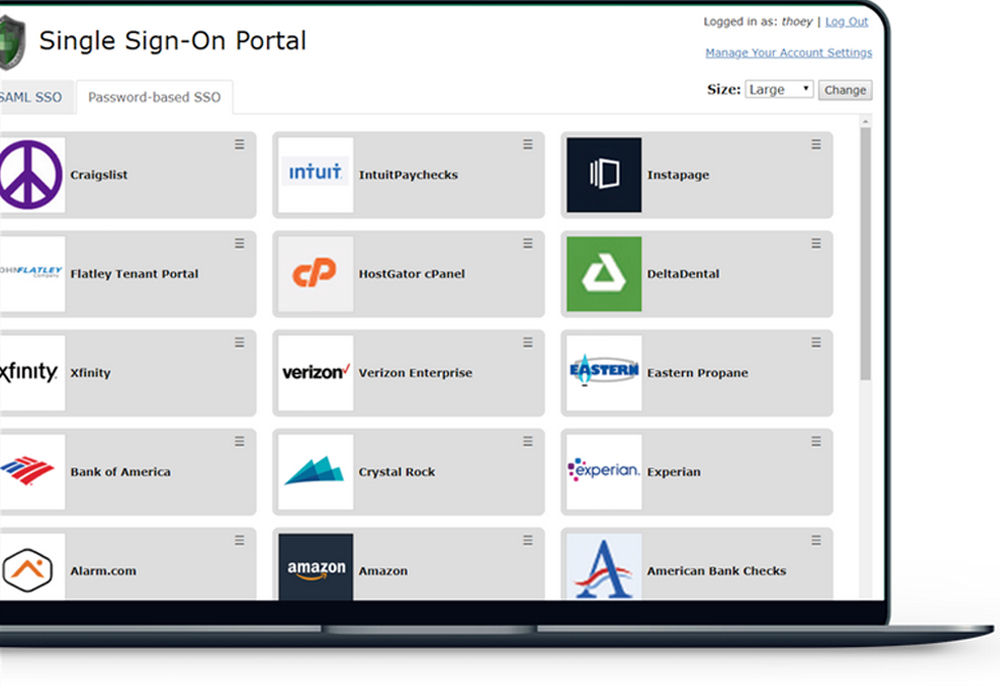 Logged in as: thoey | Log Out
Single Sign-On Portal
Manage Your Account Settings
SAML SSO
Password-based SSO
Size: Large Change
Craigslist
intuit
IntuitPaychecks
Instapage
OHNFLATLEY
Company
Flatley Tenant Portal
cP
HostGator cPanel
DeltaDental
xfinity
Xfinity
verizon
Verizon Enterprise
EASTERN
Eastern Propane
Bank of America
Crystal Rock
experian.
Experian
Alarm.com
amazon
Amazon
A
American Bank Checks